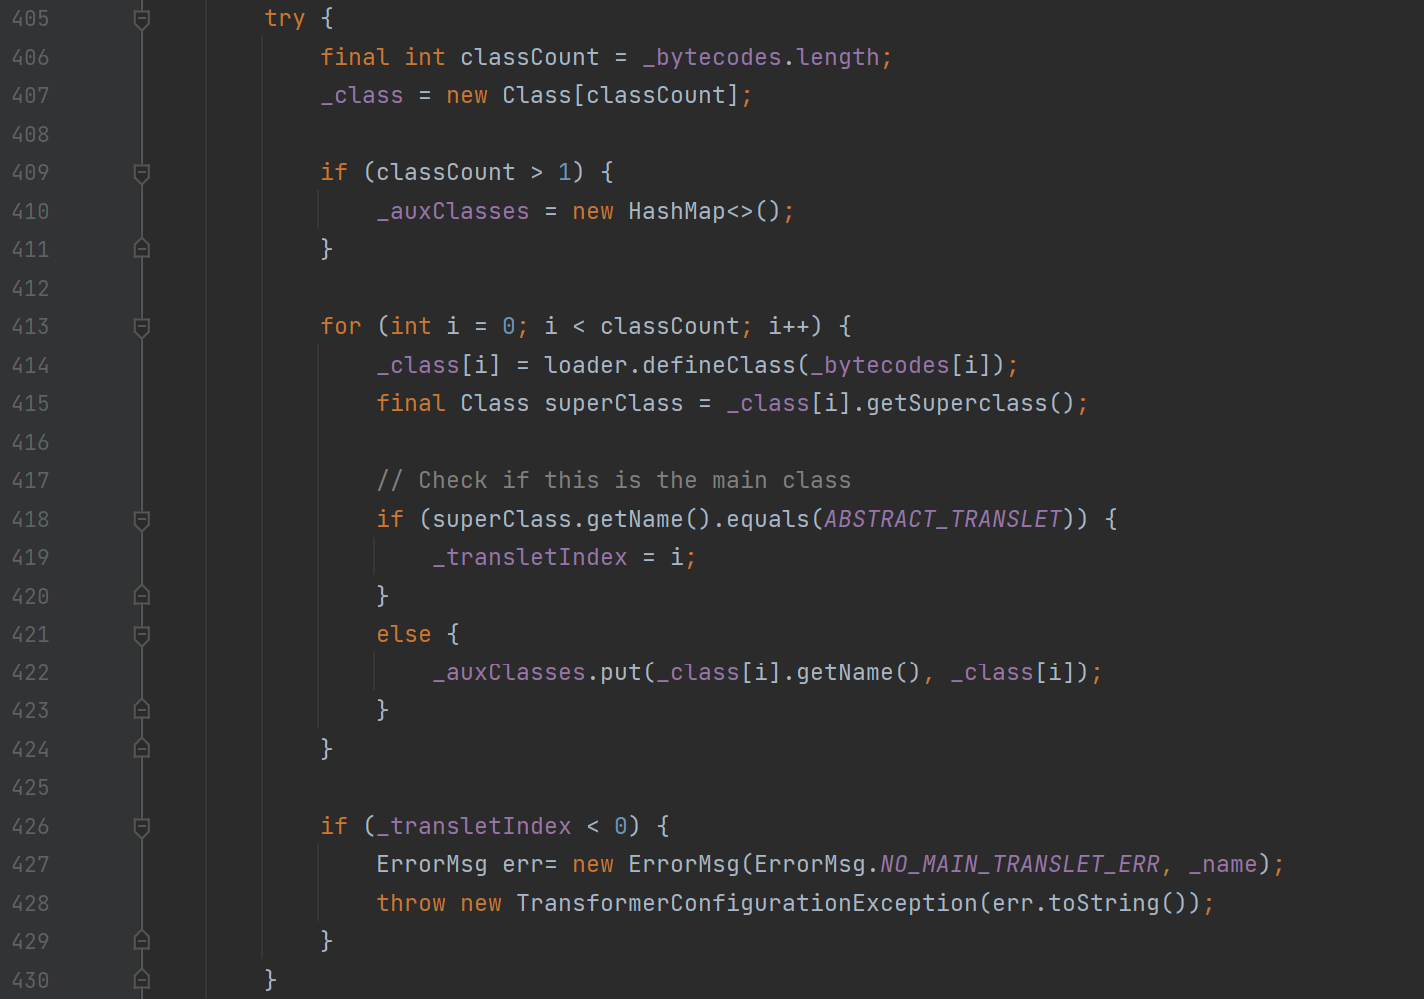 405 try {
406 final int classCount = _bytecodes.length;
407 _class = new Class[classCount];
408
409 if (classCount > 1) {
410 _auxClasses = new HashMap<>();
411 }
412
413 for (int i = 0; i < classCount; i++) {
414 _class[i] = loader.defineClass(_bytecodes[i]);
415 final Class superClass = _class[i].getSuperclass();
416
417 // Check if this is the main class
418 if (superClass.getName().equals(ABSTRACT_TRANSLET)) {
419 _transletIndex = i;
420 }
421 else {
422 _auxClasses.put(_class[i].getName(), _class[i]);
423 }
424 }
425
426 if (_transletIndex < 0) {
427 ErrorMsg err= new ErrorMsg(ErrorMsg.NO_MAIN_TRANSLET_ERR, _name);
428 throw new TransformerConfigurationException(err.toString());
429 }
430 }